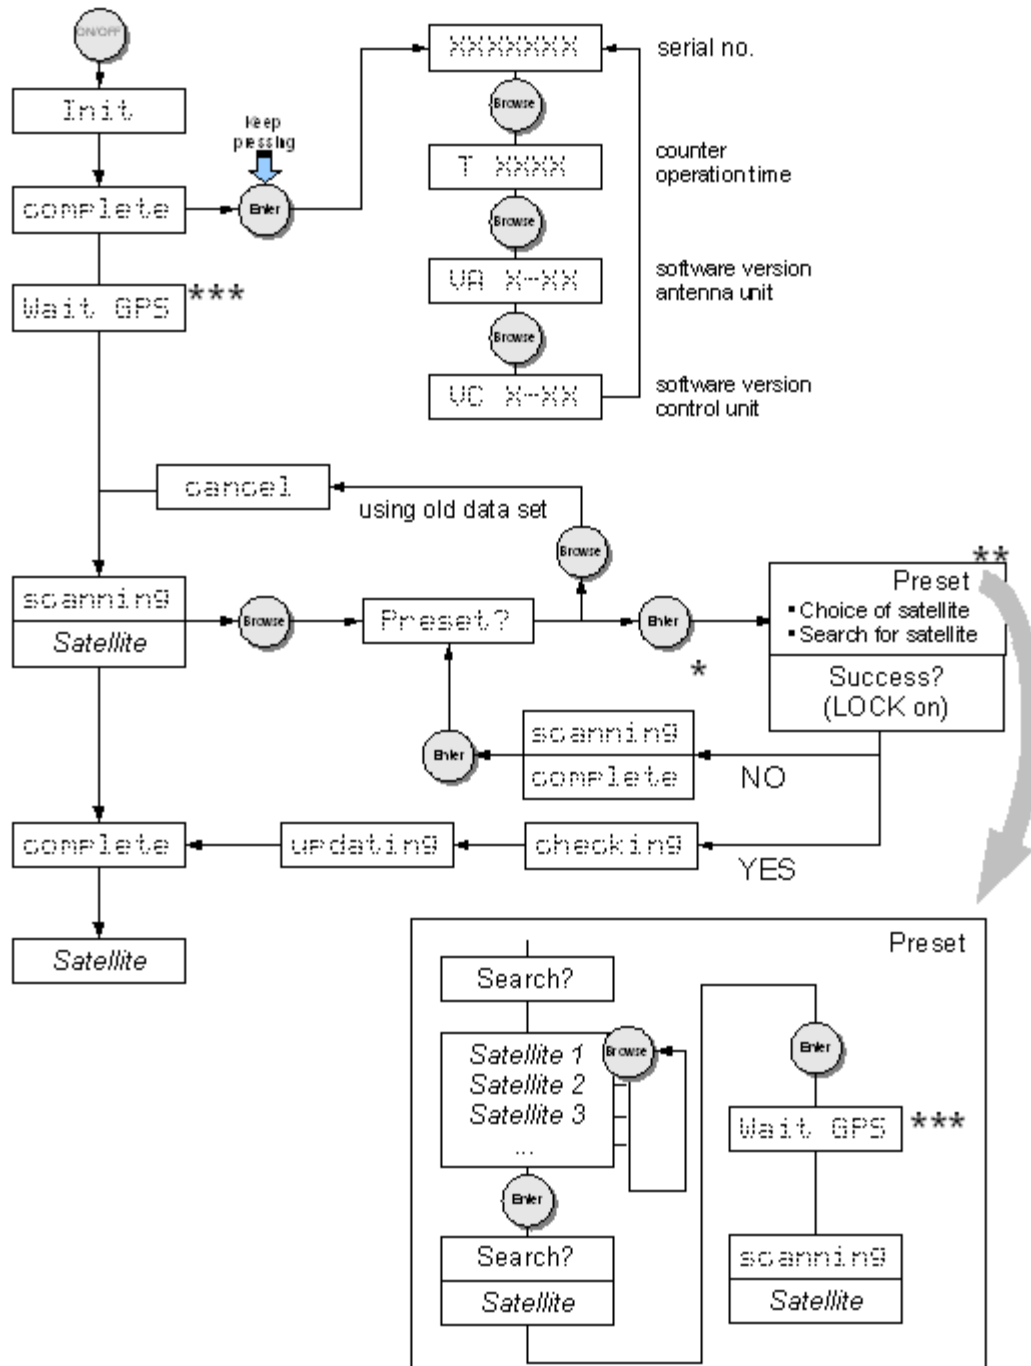 ON/OFF
XXXXXXX
serial no.
Init
Browse
Keep
pressing
T XXXX
counter
operation time
complete
Enter
Browse
Wait GPS
***
VA X-XX
software version
antenna unit
Browse
VC X-XX
software version
control unit
cancel
using old data set
Browse
**
scanning
Satellite
Browse
Preset?
Enter
*
Preset
▪ Choice of satellite
▪ Search for satellite
Success?
(LOCK on)
Enter
scanning
complete
NO
complete
updating
checking
YES
Satellite
Preset
Search?
Satellite 1
Satellite 2
Satellite 3
...
Browse
Enter
Search?
Satellite
Enter
Wait GPS
***
scanning
Satellite